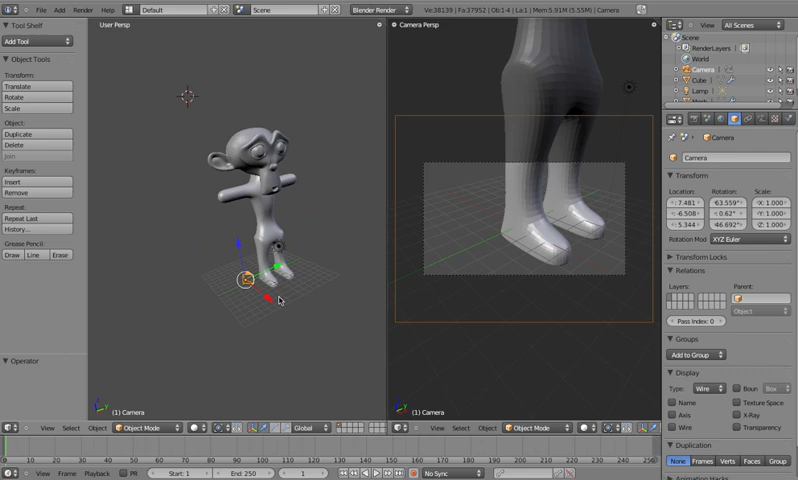 File Add Render Help Default Scene Blender Render Ve:38139 | Fa:37952 | Ob:1-4 | La:1 | Mem:5.91M (5.55M) | Camera
Tool Shelf
Add Tool
Object Tools
Transform:
Translate
Rotate
Scale
Object:
Duplicate
Delete
Join
Keyframes:
Insert
Remove
Repeat:
Repeat Last
History...
Grease Pencil:
Draw Line Erase
Operator
User Persp
(1) Camera
Camera Persp
(1) Camera
View All Scenes
Scene
RenderLayers
World
Camera
Cube
Lamp
Camera
Camera
Transform
Location: Rotation: Scale:
7.481 63.559° X: 1.000
-6.508 0.62° Y: 1.000
5.344 46.692° Z: 1.000
Rotation Mod XYZ Euler
Transform Locks
Relations
Layers: Parent:
Object
Pass Index: 0
Groups
Add to Group
Display
Type: Wire Boun Box
Name Texture Space
Axis X-Ray
Wire Transparency
Duplication
None Frames Verts Faces Group
View Select Object Object Mode Global
View Select Object Object Mode
0 10 20 30 40 50 60 70 80 90 100 110 120 130 140 150 160 170 180 190 200 210 220 230 240 250
View Frame Playback PR Start: 1 End: 250 1 No Sync